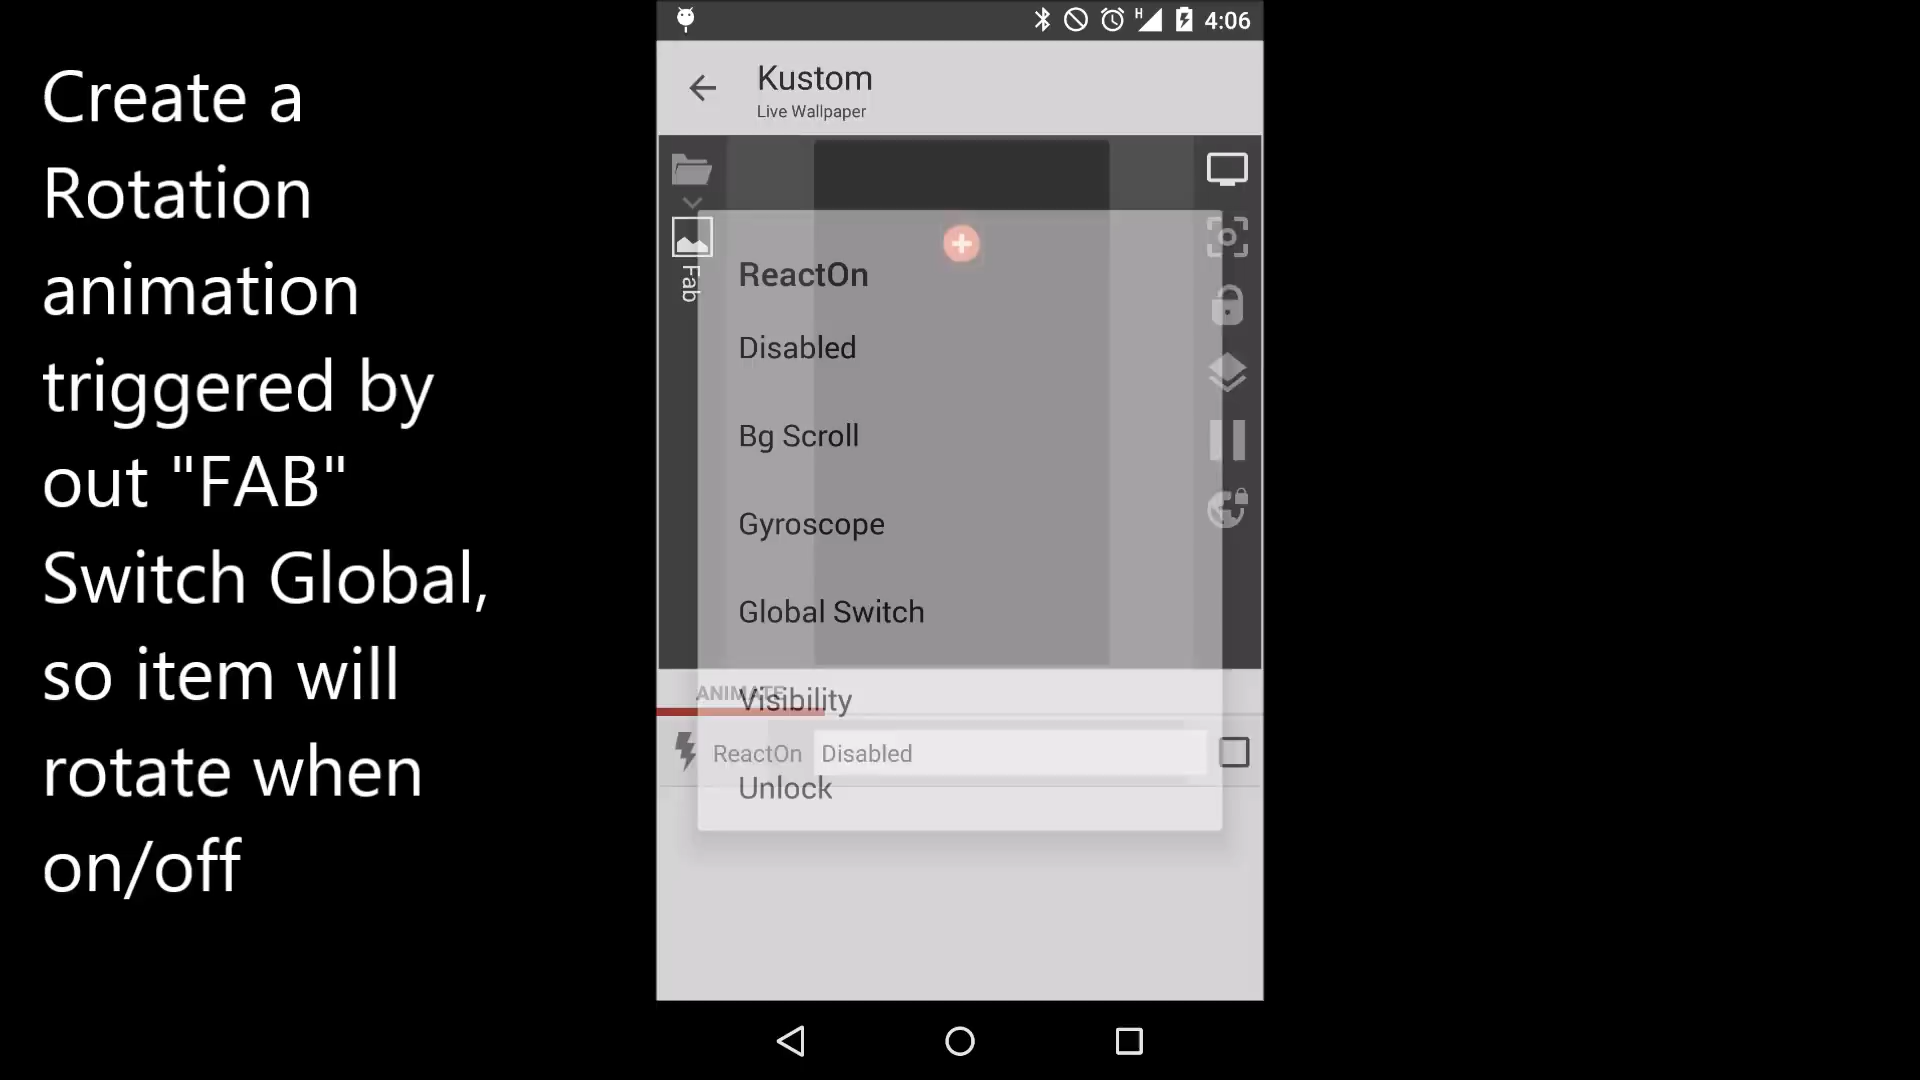 Create a
Rotation
animation
triggered by
out "FAB"
Switch Global,
so item will
rotate when
on/off
H 4:06
Kustom
Live Wallpaper
Fab
ReactOn
Disabled
Bg Scroll
Gyroscope
Global Switch
ANIMATE
Visibility
ReactOn Disabled
Unlock